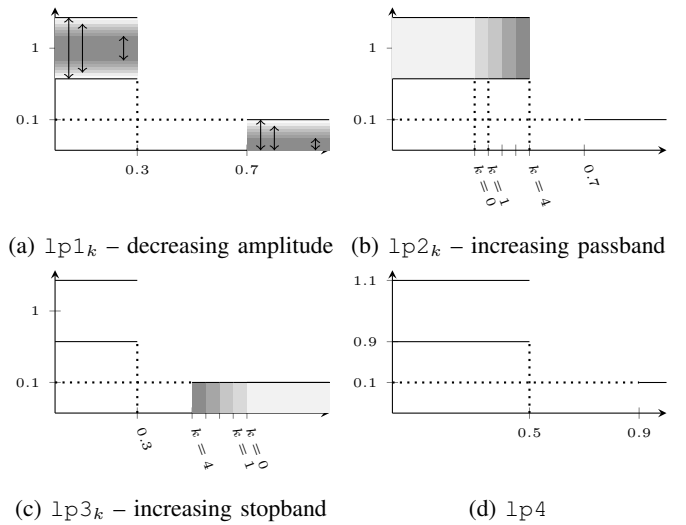 1
0.1
0.3
0.7
(a) lp1k – decreasing amplitude
1
0.1
k = 0
k = 1
k = 4
0.7
(b) lp2k – increasing passband
1
0.1
0.3
k = 4
k = 1
k = 0
(c) lp3k – increasing stopband
1.1
0.9
0.1
0.5
0.9
(d) lp4